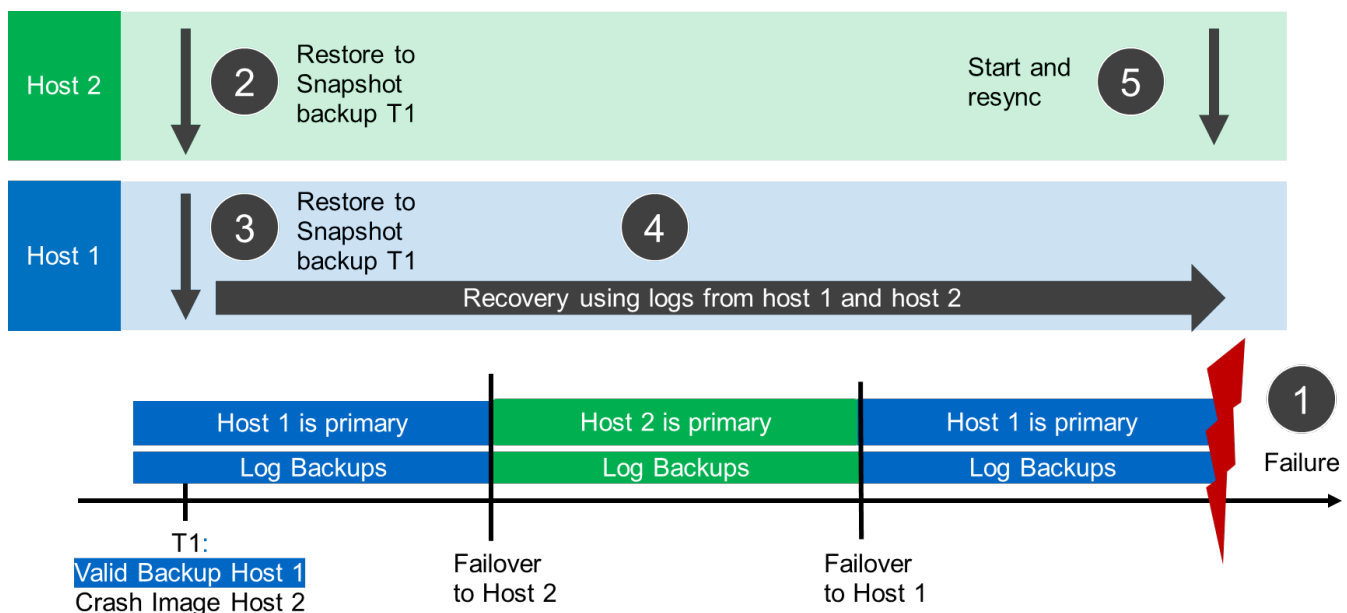 Host 2
2
Restore to
Snapshot
backup T1
Start and
resync
5
Host 1
3
Restore to
Snapshot
backup T1
4
Recovery using logs from host 1 and host 2
1
Failure
Host 1 is primary
Host 2 is primary
Host 1 is primary
Log Backups
Log Backups
Log Backups
T1:
Valid Backup Host 1
Crash Image Host 2
Failover
to Host 2
Failover
to Host 1